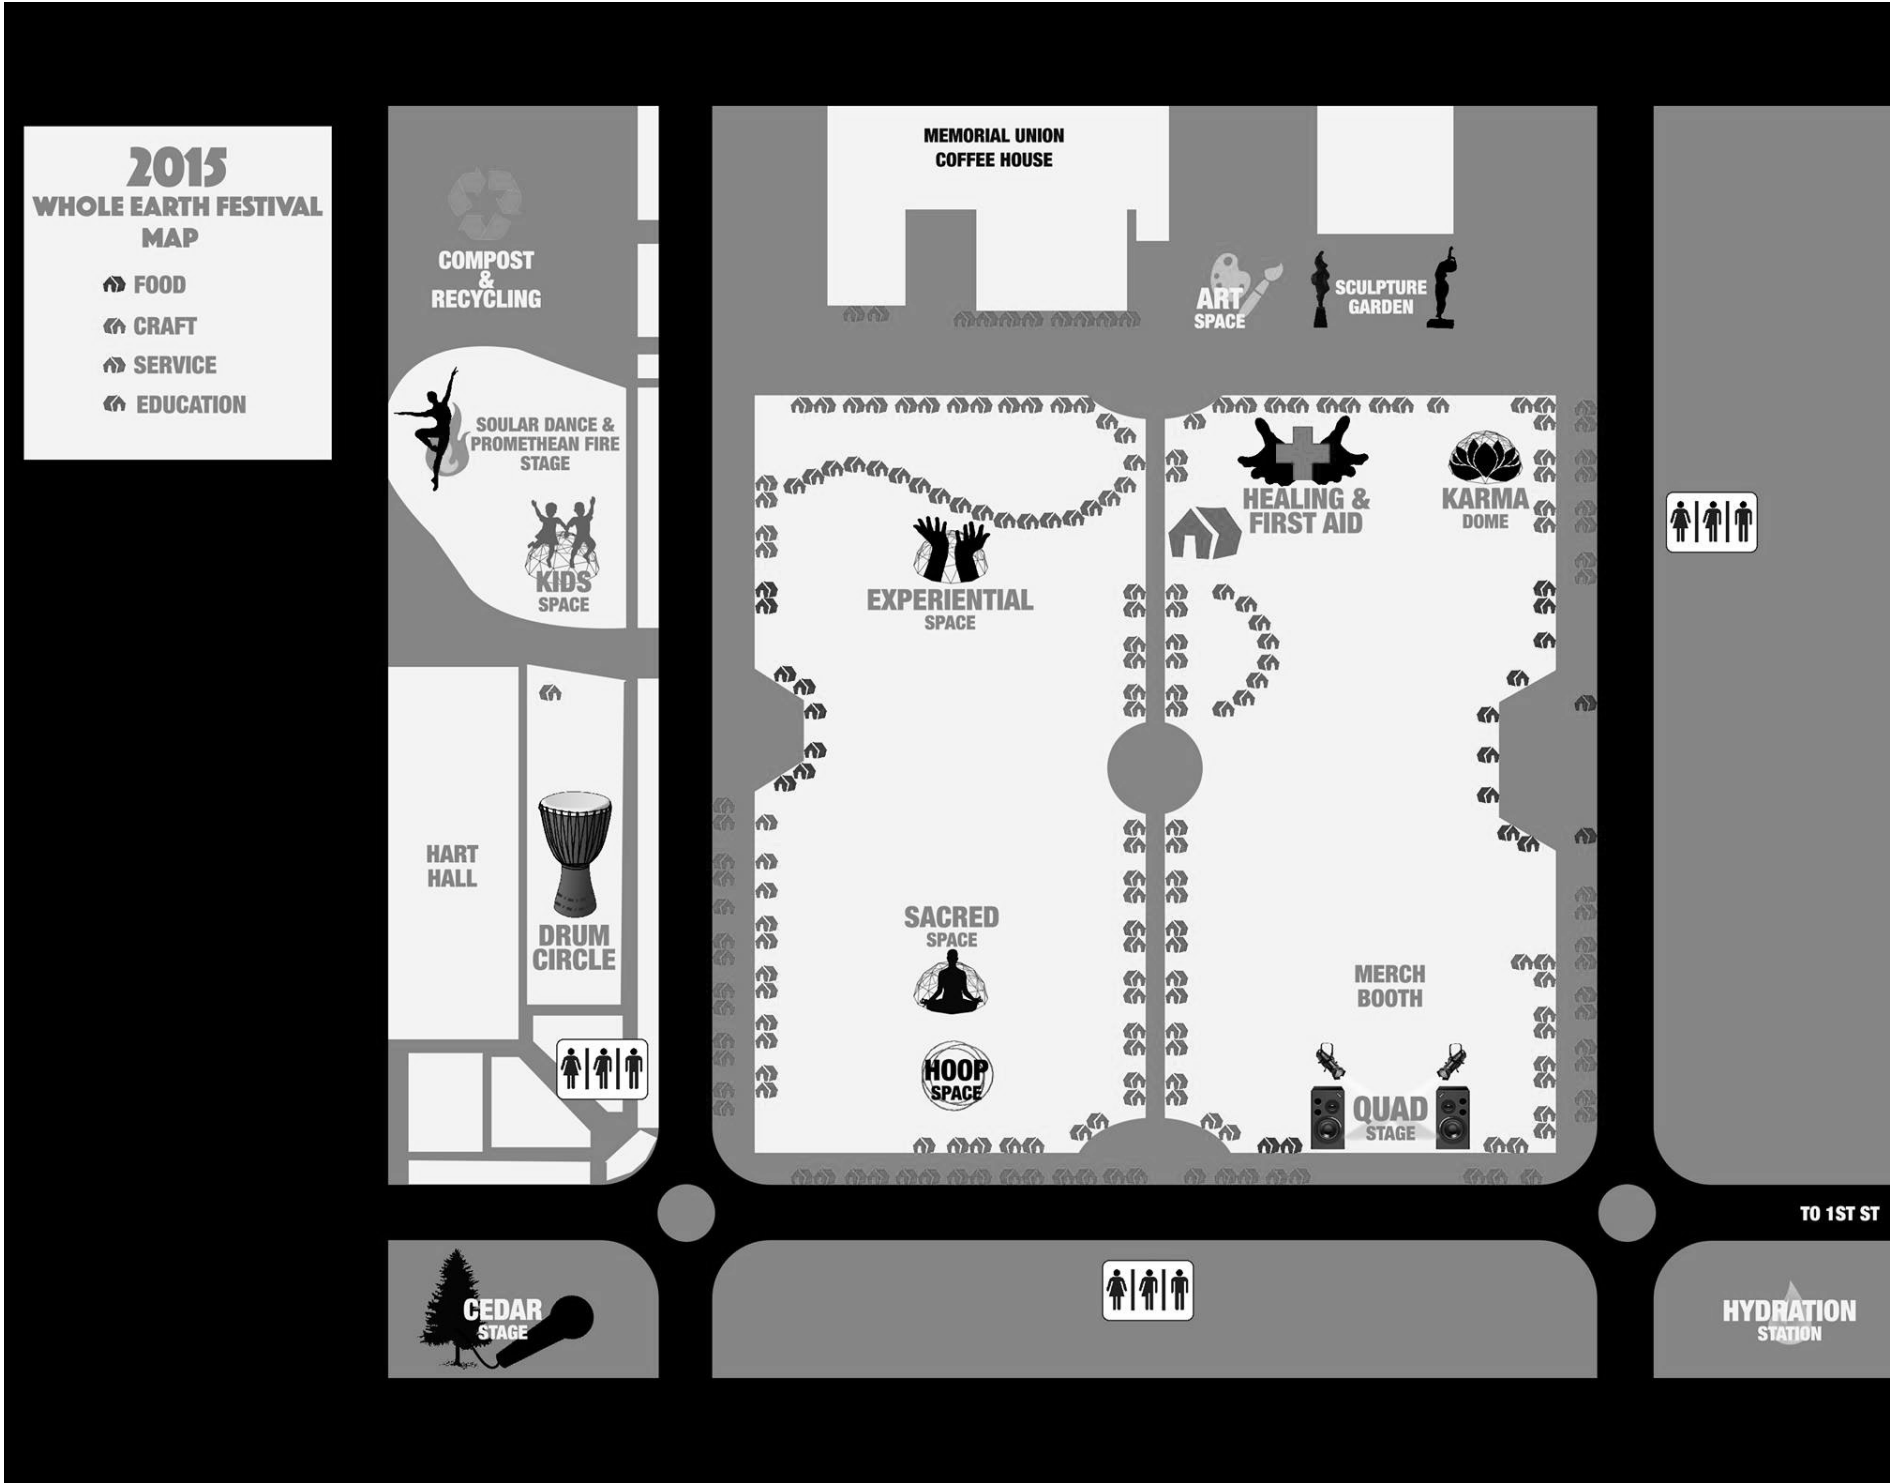 2015
WHOLE EARTH FESTIVAL
MAP
FOOD
CRAFT
SERVICE
EDUCATION
COMPOST
&
RECYCLING
MEMORIAL UNION
COFFEE HOUSE
ART
SPACE
SCULPTURE
GARDEN
SOULAR DANCE &
PROMETHEAN FIRE
STAGE
KIDS
SPACE
HEALING &
FIRST AID
KARMA
DOME
EXPERIENTIAL
SPACE
HART
HALL
DRUM
CIRCLE
SACRED
SPACE
HOOP
SPACE
MERCH
BOOTH
QUAD
STAGE
TO 1ST ST
CEDAR
STAGE
HYDRATION
STATION